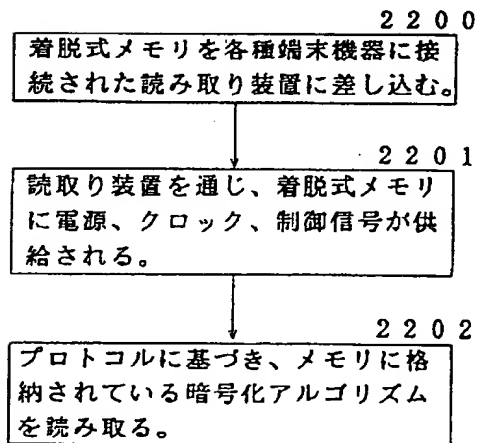 2200
着脱式メモリを各種端末機器に接
続された読み取り装置に差し込む。
2201
読取り装置を通じ、着脱式メモリ
に電源、クロック、制御信号が供
給される。
2202
プロトコルに基づき、メモリに格
納されている暗号化アルゴリズム
を読み取る。